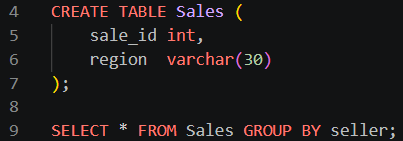 4 CREATE TABLE Sales (
5     sale_id int,
6     region  varchar(30)
7 );
8
9 SELECT * FROM Sales GROUP BY seller;